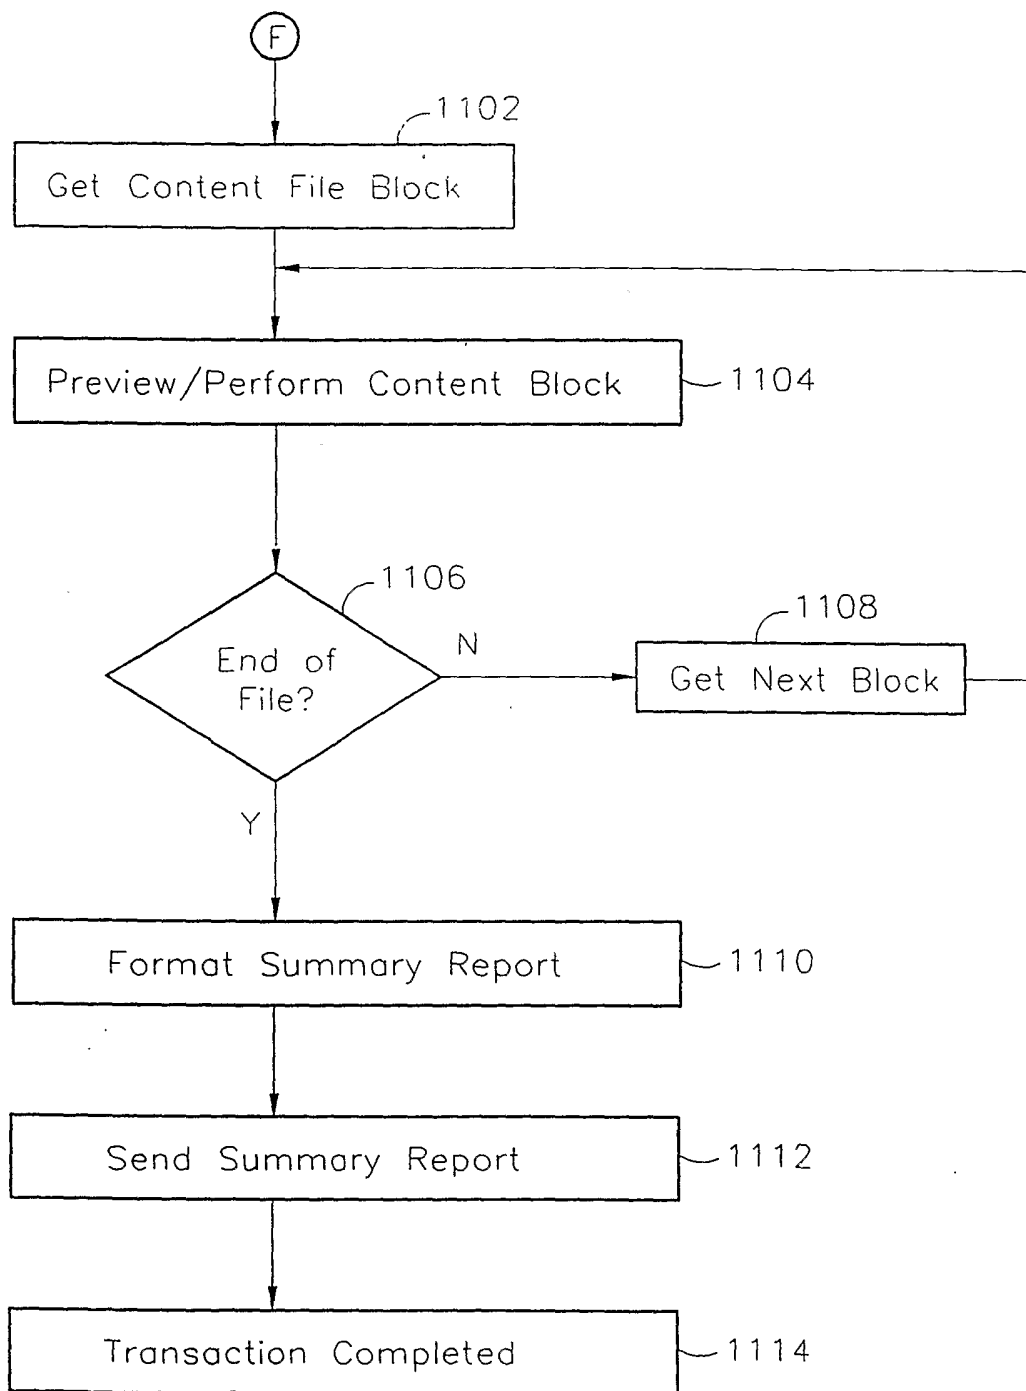 F
1102
Get Content File Block
Preview/Perform Content Block
1104
1106
End of
File?
N
1108
Get Next Block
Y
Format Summary Report
1110
Send Summary Report
1112
Transaction Completed
1114